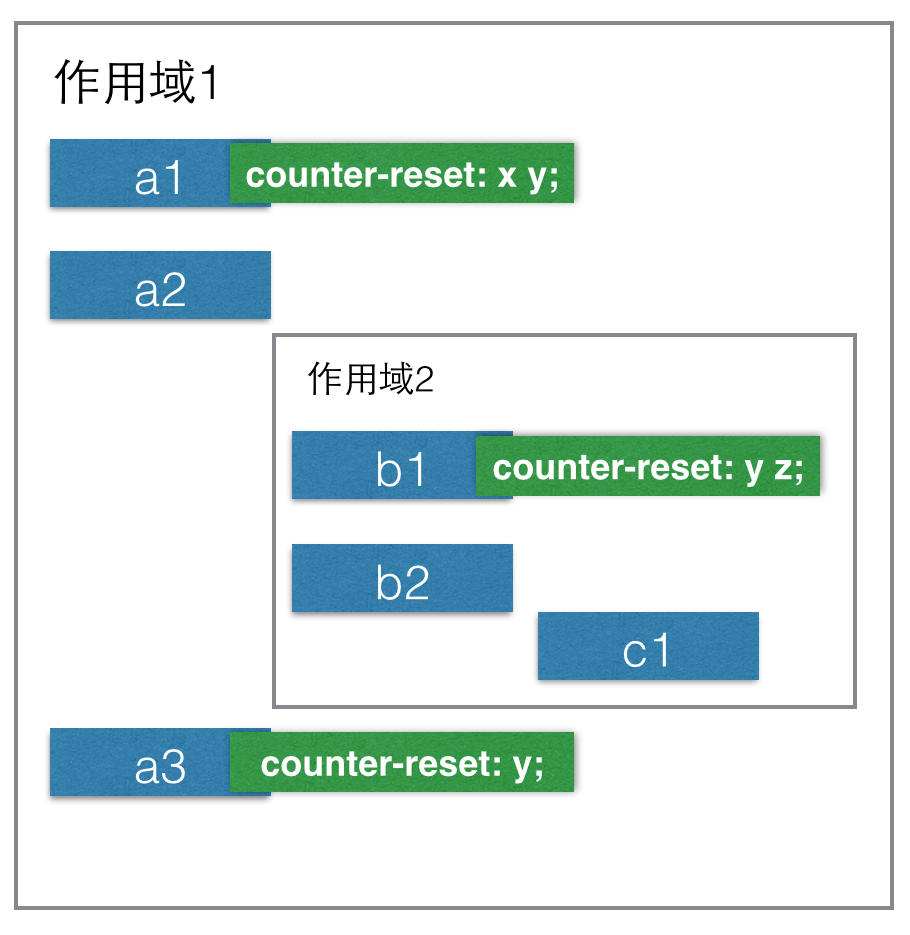 作用域1
a1
counter-reset: x y;
a2
作用域2
b1
counter-reset: y z;
b2
c1
a3
counter-reset: y;